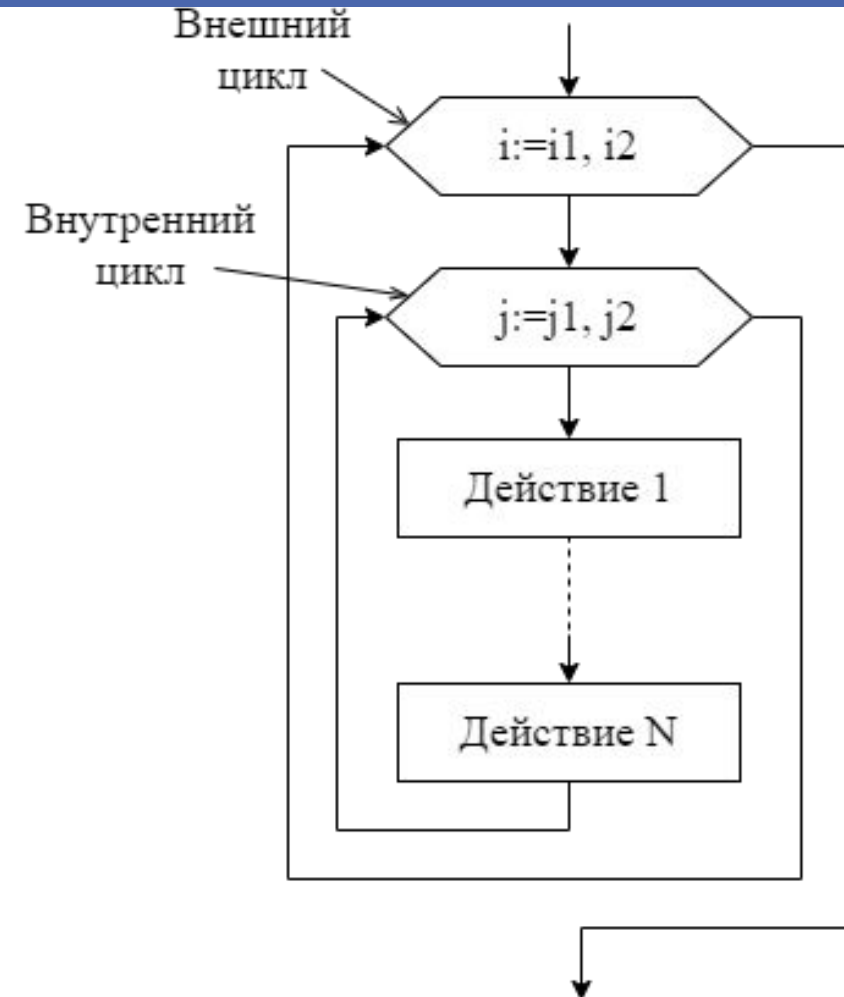 Внешний
цикл
i:=i1, i2
Внутренний
цикл
j:=j1, j2
Действие 1
Действие N